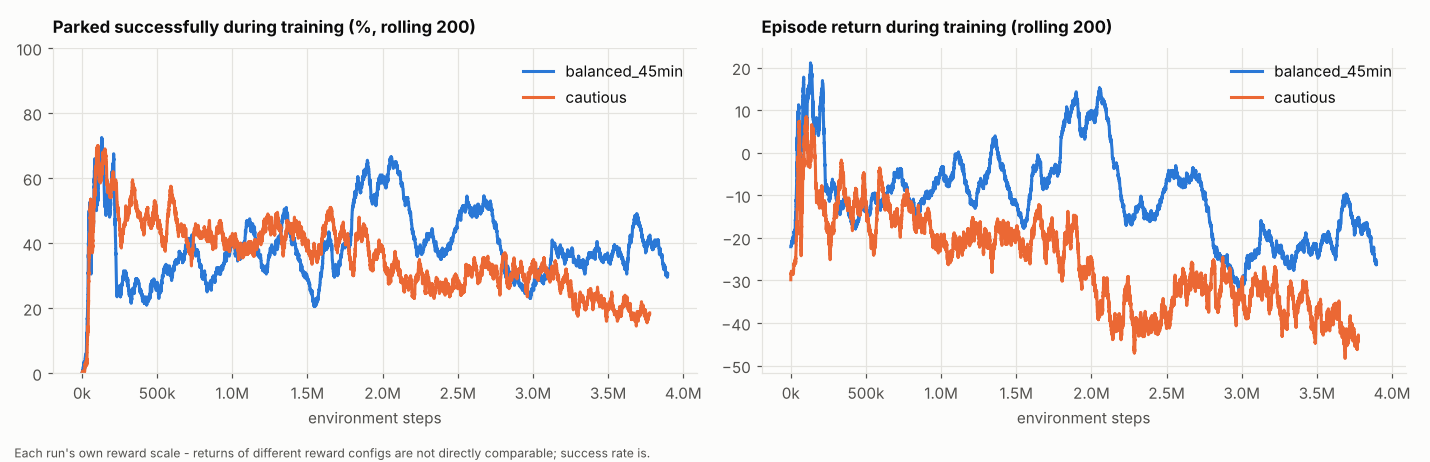 Parked successfully during training (%, rolling 200)
100
80
60
40
20
0
0k
500k
1.0M
1.5M
2.0M
2.5M
3.0M
3.5M
4.0M
environment steps
balanced_45min
cautious
Episode return during training (rolling 200)
20
10
0
−10
−20
−30
−40
−50
0k
500k
1.0M
1.5M
2.0M
2.5M
3.0M
3.5M
4.0M
environment steps
balanced_45min
cautious
Each run's own reward scale - returns of different reward configs are not directly comparable; success rate is.